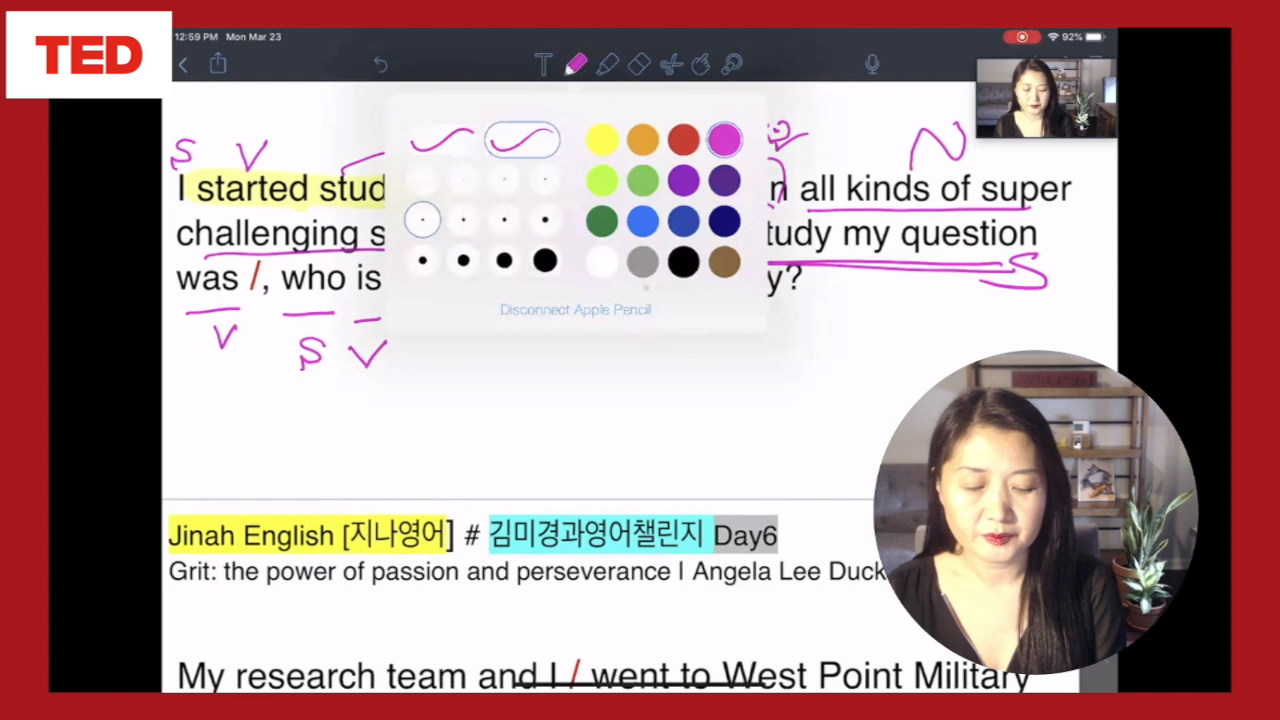 TED
12:59 PM Mon Mar 23
92%
T
S V N
I started stud n all kinds of super
challenging s tudy my question
was /, who is y?
S
V S V
Disconnect Apple Pencil
Jinah English [지나영어] # 김미경과영어챌린지 Day6
Grit: the power of passion and perseverance | Angela Lee Duck
My research team and I / went to West Point Military